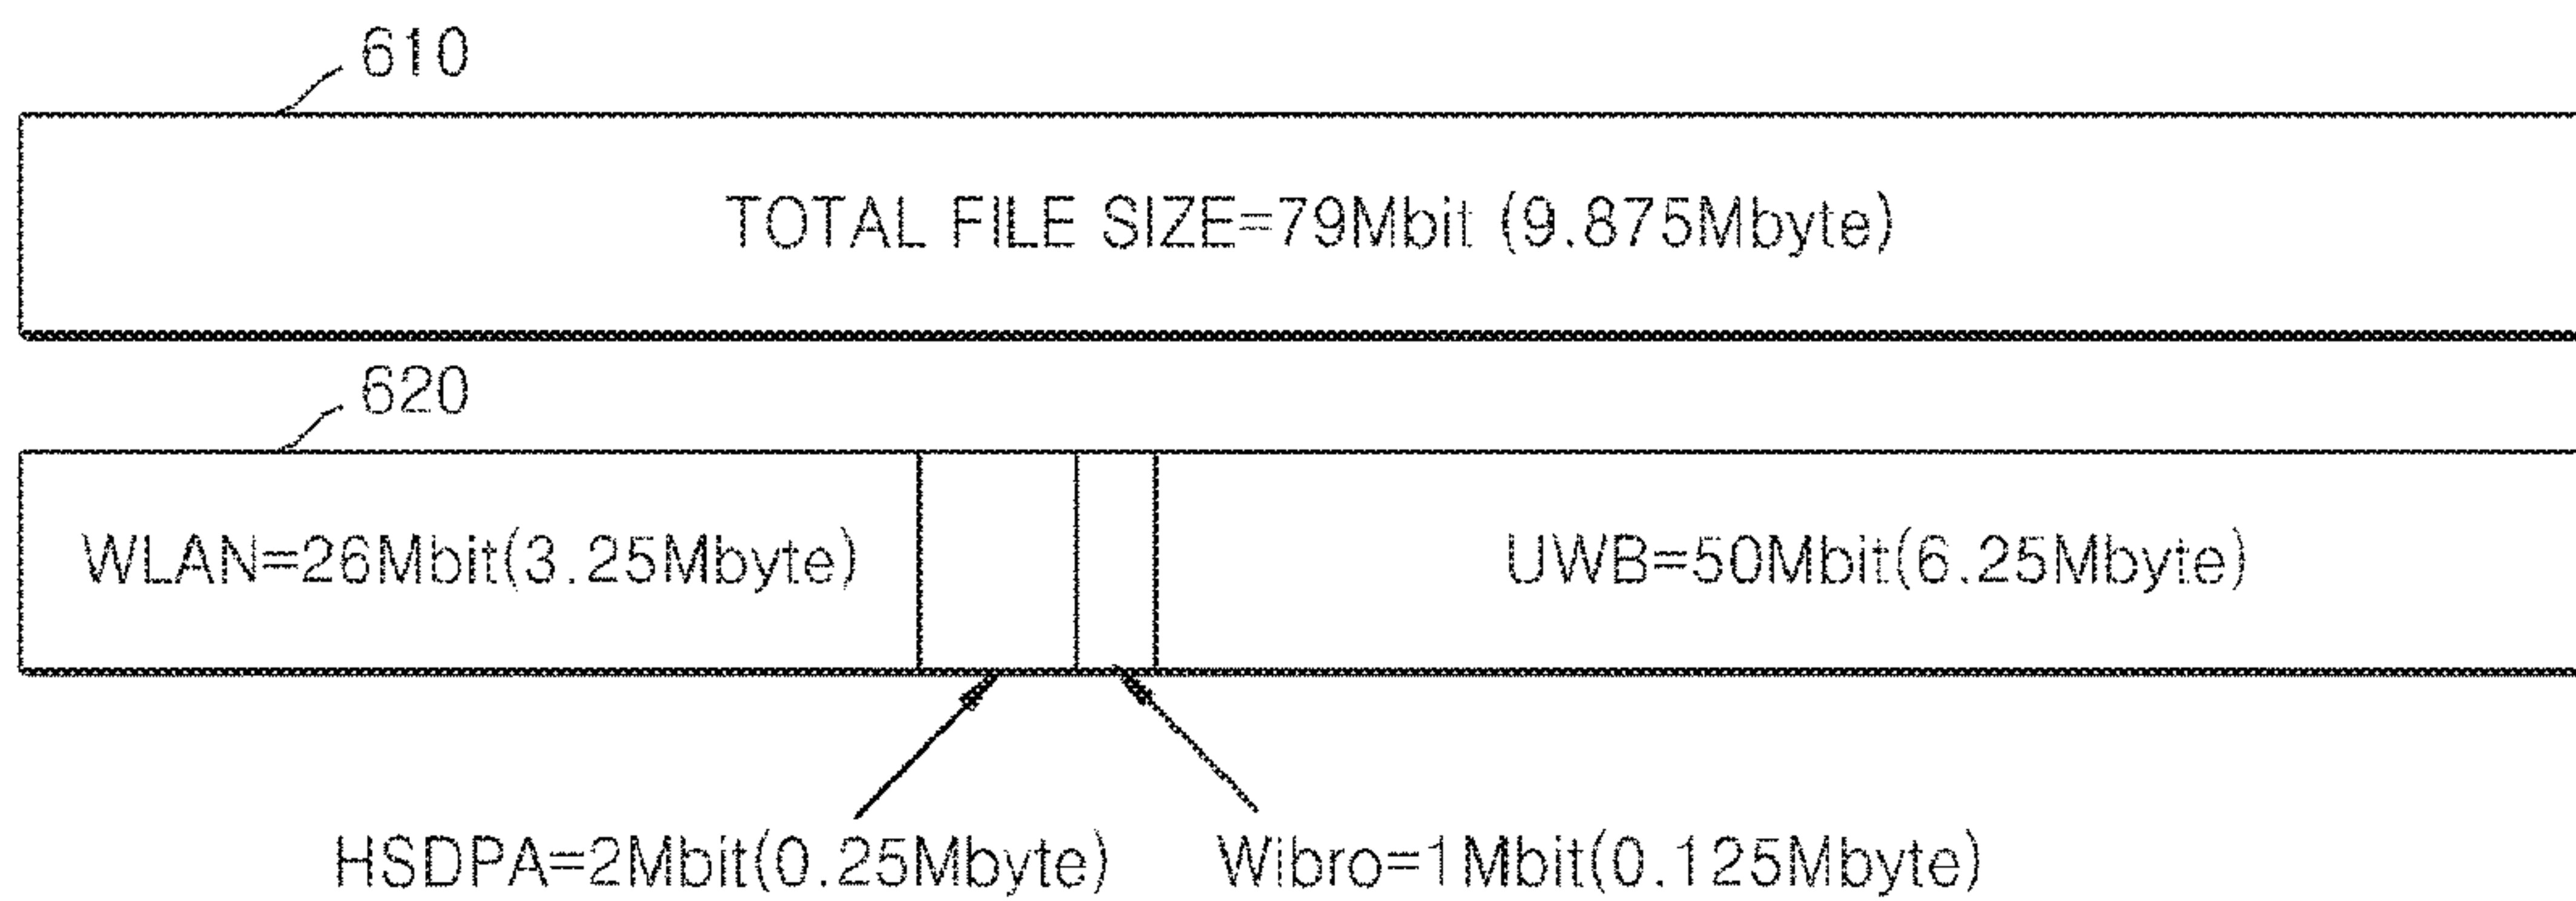 610
TOTAL FILE SIZE=79Mbit (9.875Mbyte)
620
WLAN=26Mbit(3.25Mbyte)
UWB=50Mbit(6.25Mbyte)
HSDPA=2Mbit(0.25Mbyte)
Wibro=1Mbit(0.125Mbyte)